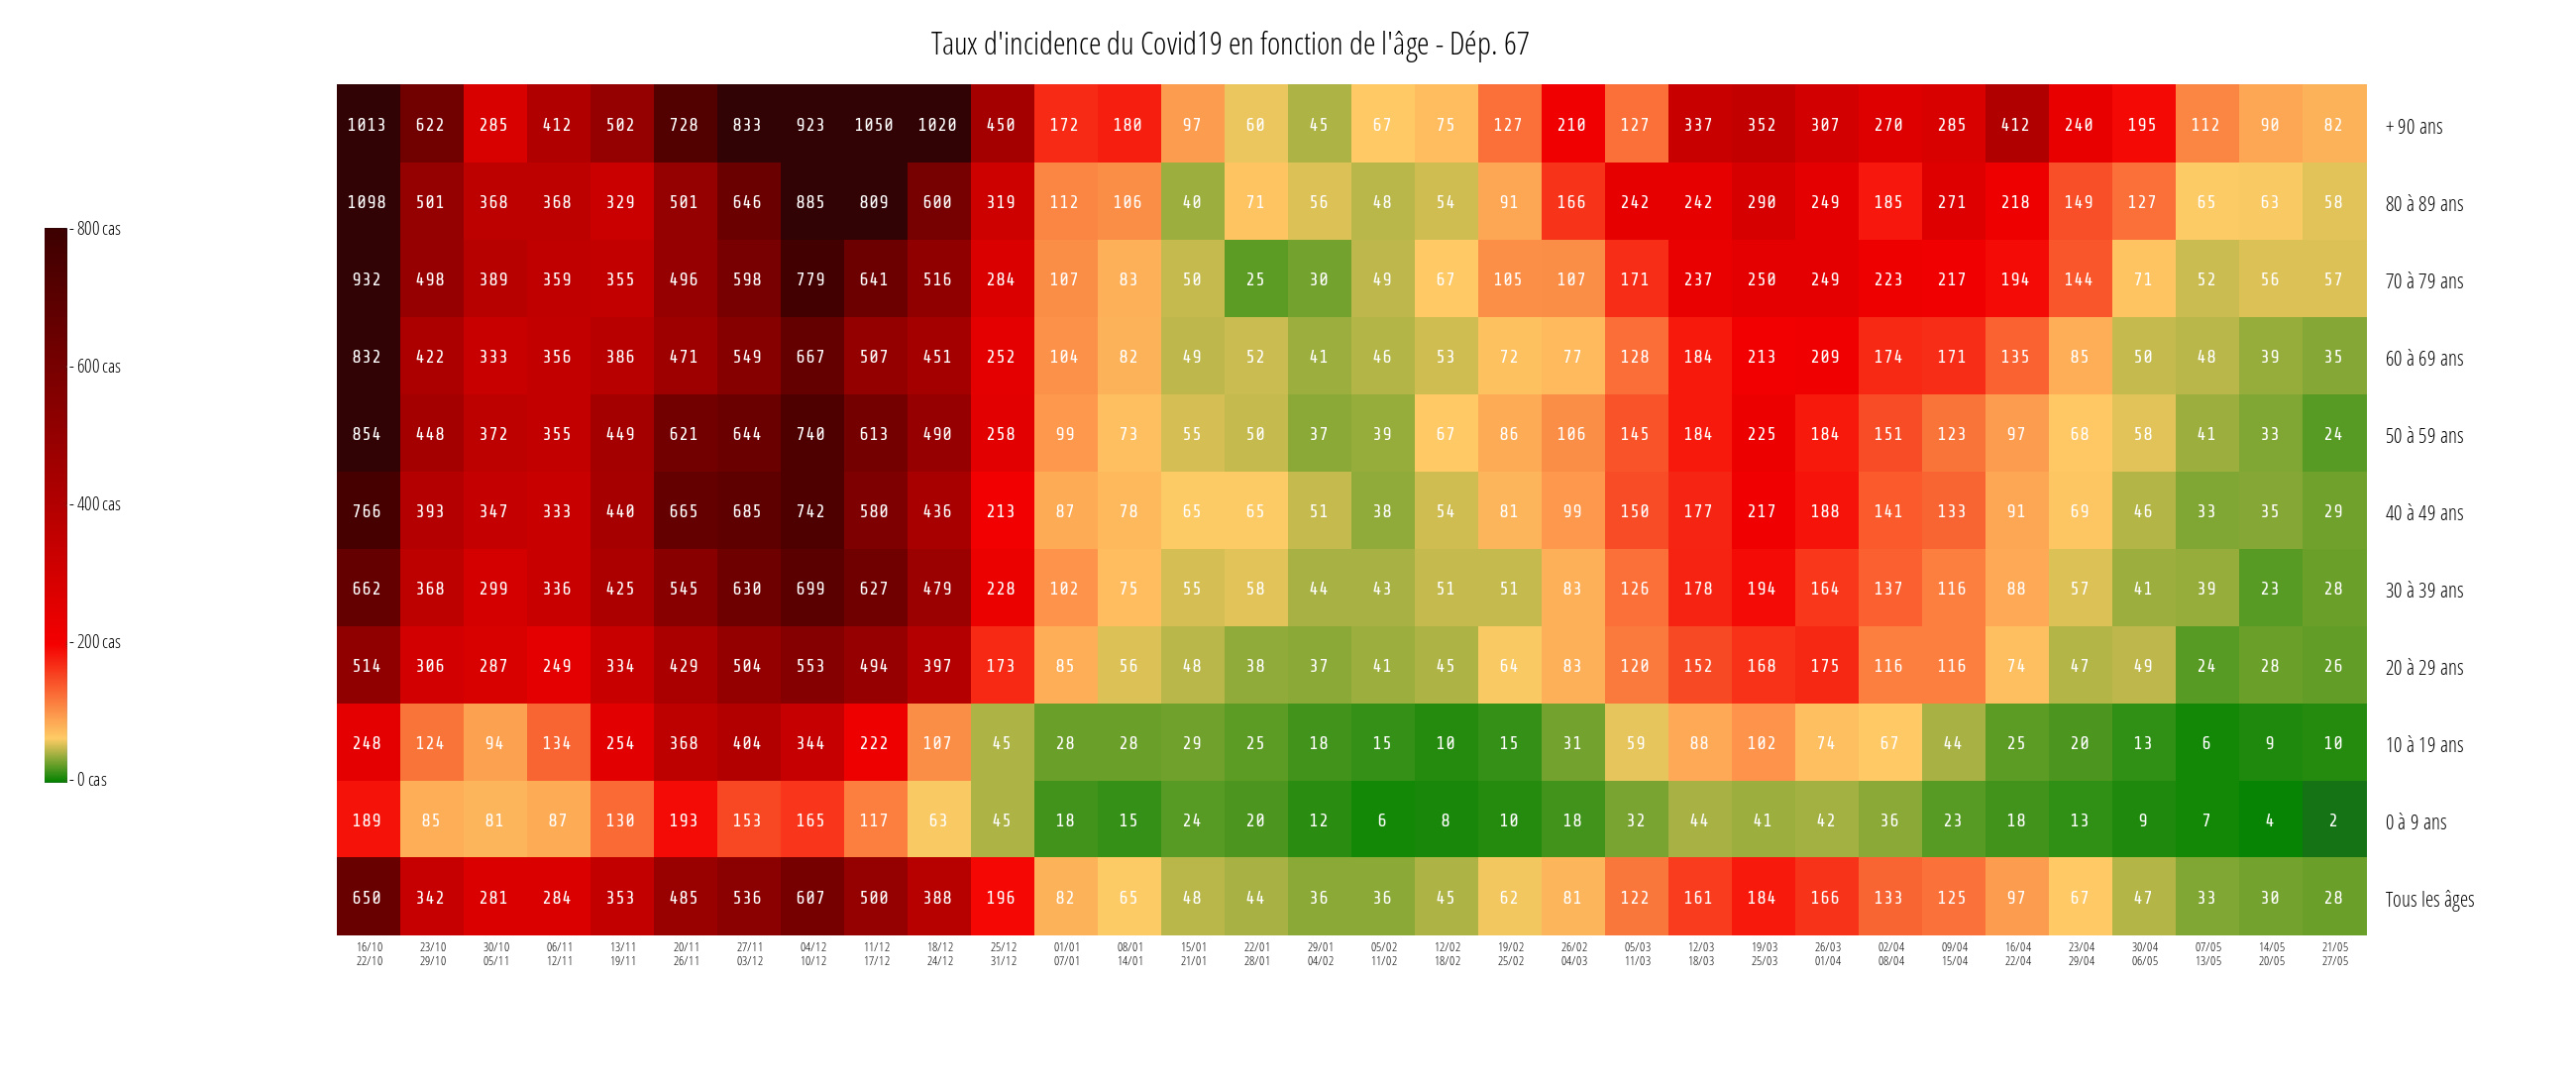 Taux d'incidence du Covid19 en fonction de l'âge - Dép. 67
- 800 cas
- 600 cas
- 400 cas
- 200 cas
- 0 cas
1013 622 285 412 502 728 833 923 1050 1020 450 172 180 97 60 45 67 75 127 210 127 337 352 307 270 285 412 240 195 112 90 82 + 90 ans
1098 501 368 368 329 501 646 885 809 600 319 112 106 40 71 56 48 54 91 166 242 242 290 249 185 271 218 149 127 65 63 58 80 à 89 ans
932 498 389 359 355 496 598 779 641 516 284 107 83 50 25 30 49 67 105 107 171 237 250 249 223 217 194 144 71 52 56 57 70 à 79 ans
832 422 333 356 386 471 549 667 507 451 252 104 82 49 52 41 46 53 72 77 128 184 213 209 174 171 135 85 50 48 39 35 60 à 69 ans
854 448 372 355 449 621 644 740 613 490 258 99 73 55 50 37 39 67 86 106 145 184 225 184 151 123 97 68 58 41 33 24 50 à 59 ans
766 393 347 333 440 665 685 742 580 436 213 87 78 65 65 51 38 54 81 99 150 177 217 188 141 133 91 69 46 33 35 29 40 à 49 ans
662 368 299 336 425 545 630 699 627 479 228 102 75 55 58 44 43 51 51 83 126 178 194 164 137 116 88 57 41 39 23 28 30 à 39 ans
514 306 287 249 334 429 504 553 494 397 173 85 56 48 38 37 41 45 64 83 120 152 168 175 116 116 74 47 49 24 28 26 20 à 29 ans
248 124 94 134 254 368 404 344 222 107 45 28 28 29 25 18 15 10 15 31 59 88 102 74 67 44 25 20 13 6 9 10 10 à 19 ans
189 85 81 87 130 193 153 165 117 63 45 18 15 24 20 12 6 8 10 18 32 44 41 42 36 23 18 13 9 7 4 2 0 à 9 ans
650 342 281 284 353 485 536 607 500 388 196 82 65 48 44 36 36 45 62 81 122 161 184 166 133 125 97 67 47 33 30 28 Tous les âges
16/10 23/10 30/10 06/11 13/11 20/11 27/11 04/12 11/12 18/12 25/12 01/01 08/01 15/01 22/01 29/01 05/02 12/02 19/02 26/02 05/03 12/03 19/03 26/03 02/04 09/04 16/04 23/04 30/04 07/05 14/05 21/05
22/10 29/10 05/11 12/11 19/11 26/11 03/12 10/12 17/12 24/12 31/12 07/01 14/01 21/01 28/01 04/02 11/02 18/02 25/02 04/03 11/03 18/03 25/03 01/04 08/04 15/04 22/04 29/04 06/05 13/05 20/05 27/05